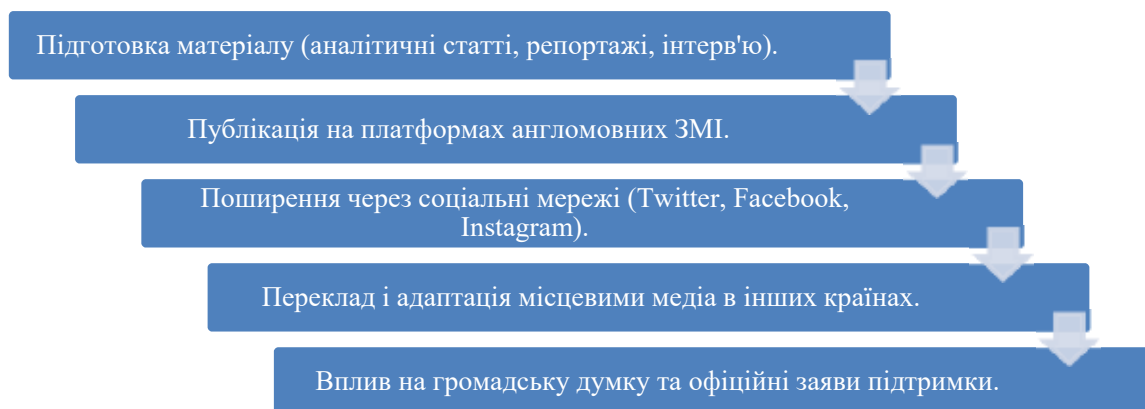 Підготовка матеріалу (аналітичні статті, репортажі, інтерв'ю).
Публікація на платформах англомовних ЗМІ.
Поширення через соціальні мережі (Twitter, Facebook,
Instagram).
Переклад і адаптація місцевими медіа в інших країнах.
Вплив на громадську думку та офіційні заяви підтримки.